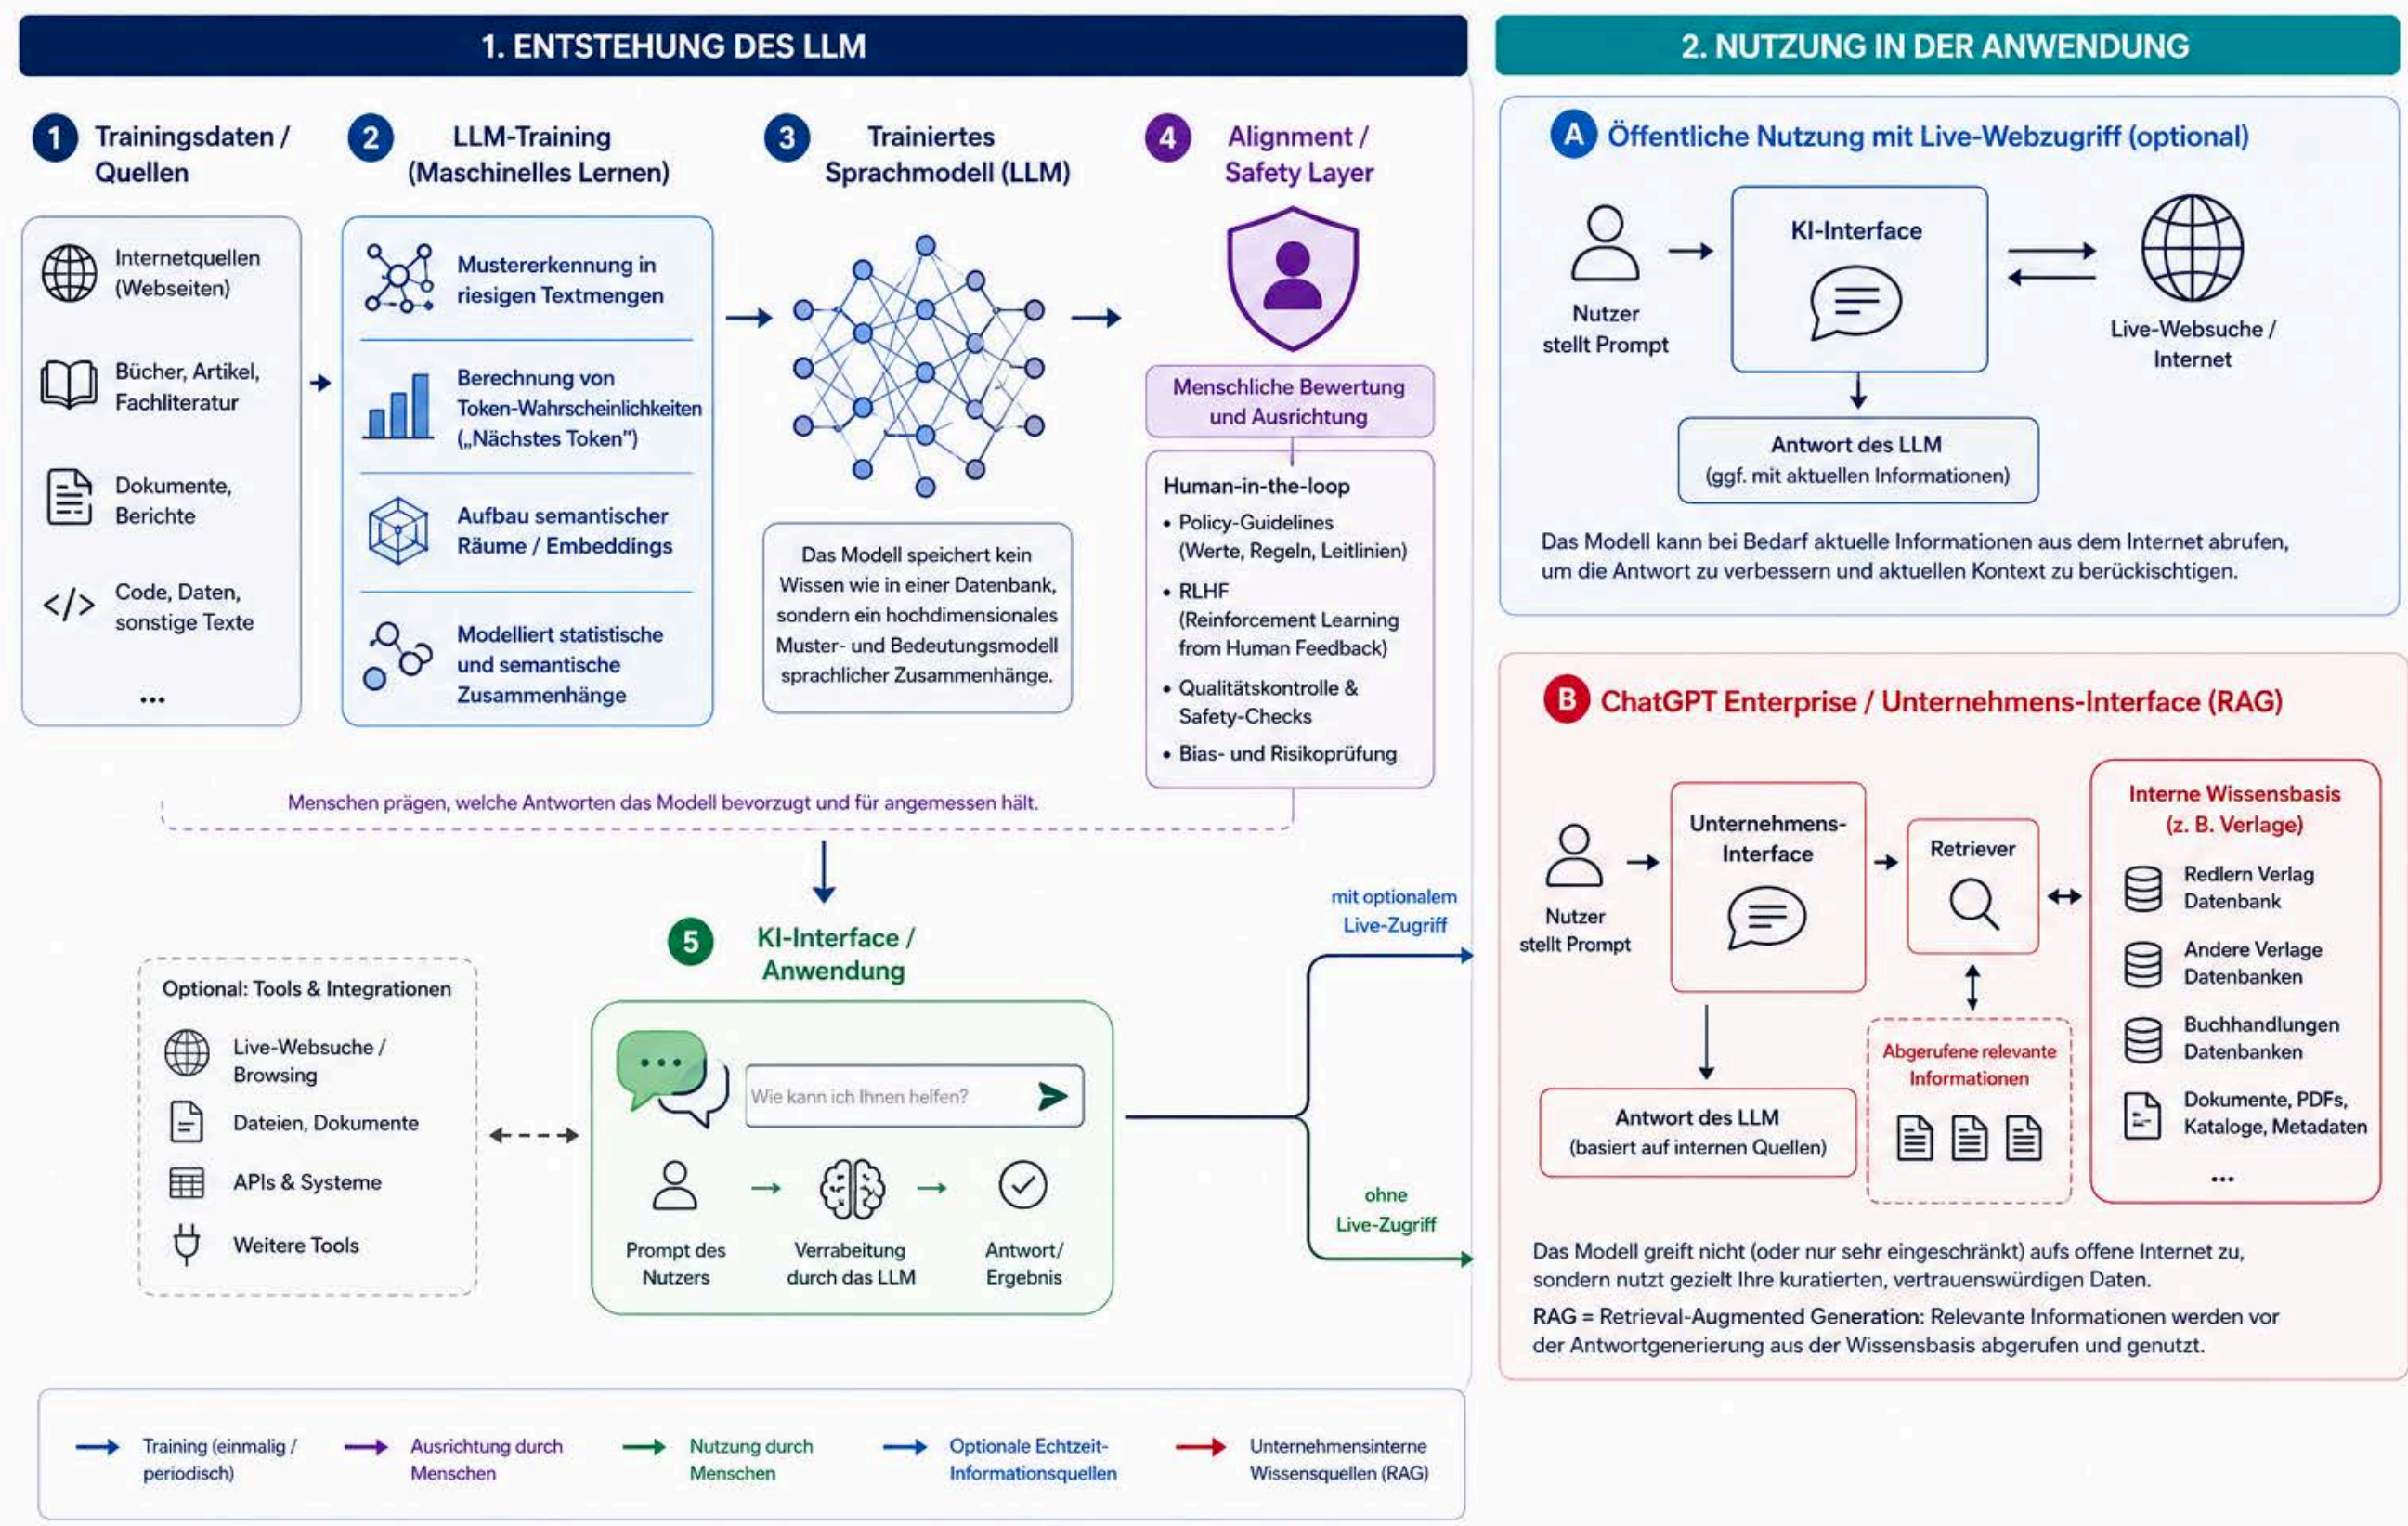 1. ENTSTEHUNG DES LLM
1
Trainingsdaten /
Quellen
Internetquellen
(Webseiten)
Bücher, Artikel,
Fachliteratur
Dokumente,
Berichte
</>
Code, Daten,
sonstige Texte
...
2
LLM-Training
(Maschinelles Lernen)
Mustererkennung in
riesigen Textmengen
Berechnung von
Token-Wahrscheinlichkeiten
(„Nächstes Token")
Aufbau semantischer
Räume / Embeddings
Modelliert statistische
und semantische
Zusammenhänge
3
Trainiertes
Sprachmodell (LLM)
Das Modell speichert kein
Wissen wie in einer Datenbank,
sondern ein hochdimensionales
Muster- und Bedeutungsmodell
sprachlicher Zusammenhänge.
4
Alignment /
Safety Layer
Menschliche Bewertung
und Ausrichtung
Human-in-the-loop
• Policy-Guidelines
(Werte, Regeln, Leitlinien)
• RLHF
(Reinforcement Learning
from Human Feedback)
• Qualitätskontrolle &
Safety-Checks
• Bias- und Risikoprüfung
Menschen prägen, welche Antworten das Modell bevorzugt und für angemessen hält.
Optional: Tools & Integrationen
Live-Websuche /
Browsing
Dateien, Dokumente
APIs & Systeme
Weitere Tools
5
KI-Interface /
Anwendung
Wie kann ich Ihnen helfen?
Prompt des
Nutzers
Verrabeitung
durch das LLM
Antwort/
Ergebnis
mit optionalem
Live-Zugriff
ohne
Live-Zugriff
Training (einmalig /
periodisch)
Ausrichtung durch
Menschen
Nutzung durch
Menschen
Optionale Echtzeit-
Informationsquellen
Unternehmensinterne
Wissensquellen (RAG)
2. NUTZUNG IN DER ANWENDUNG
A
Öffentliche Nutzung mit Live-Webzugriff (optional)
Nutzer
stellt Prompt
KI-Interface
Live-Websuche /
Internet
Antwort des LLM
(ggf. mit aktuellen Informationen)
Das Modell kann bei Bedarf aktuelle Informationen aus dem Internet abrufen,
um die Antwort zu verbessern und aktuellen Kontext zu berückischtigen.
B
ChatGPT Enterprise / Unternehmens-Interface (RAG)
Nutzer
stellt Prompt
Unternehmens-
Interface
Retriever
Interne Wissensbasis
(z. B. Verlage)
Redlern Verlag
Datenbank
Andere Verlage
Datenbanken
Buchhandlungen
Datenbanken
Dokumente, PDFs,
Kataloge, Metadaten
...
Abgerufene relevante
Informationen
Antwort des LLM
(basiert auf internen Quellen)
Das Modell greift nicht (oder nur sehr eingeschränkt) aufs offene Internet zu,
sondern nutzt gezielt Ihre kuratierten, vertrauenswürdigen Daten.
RAG = Retrieval-Augmented Generation: Relevante Informationen werden vor
der Antwortgenerierung aus der Wissensbasis abgerufen und genutzt.